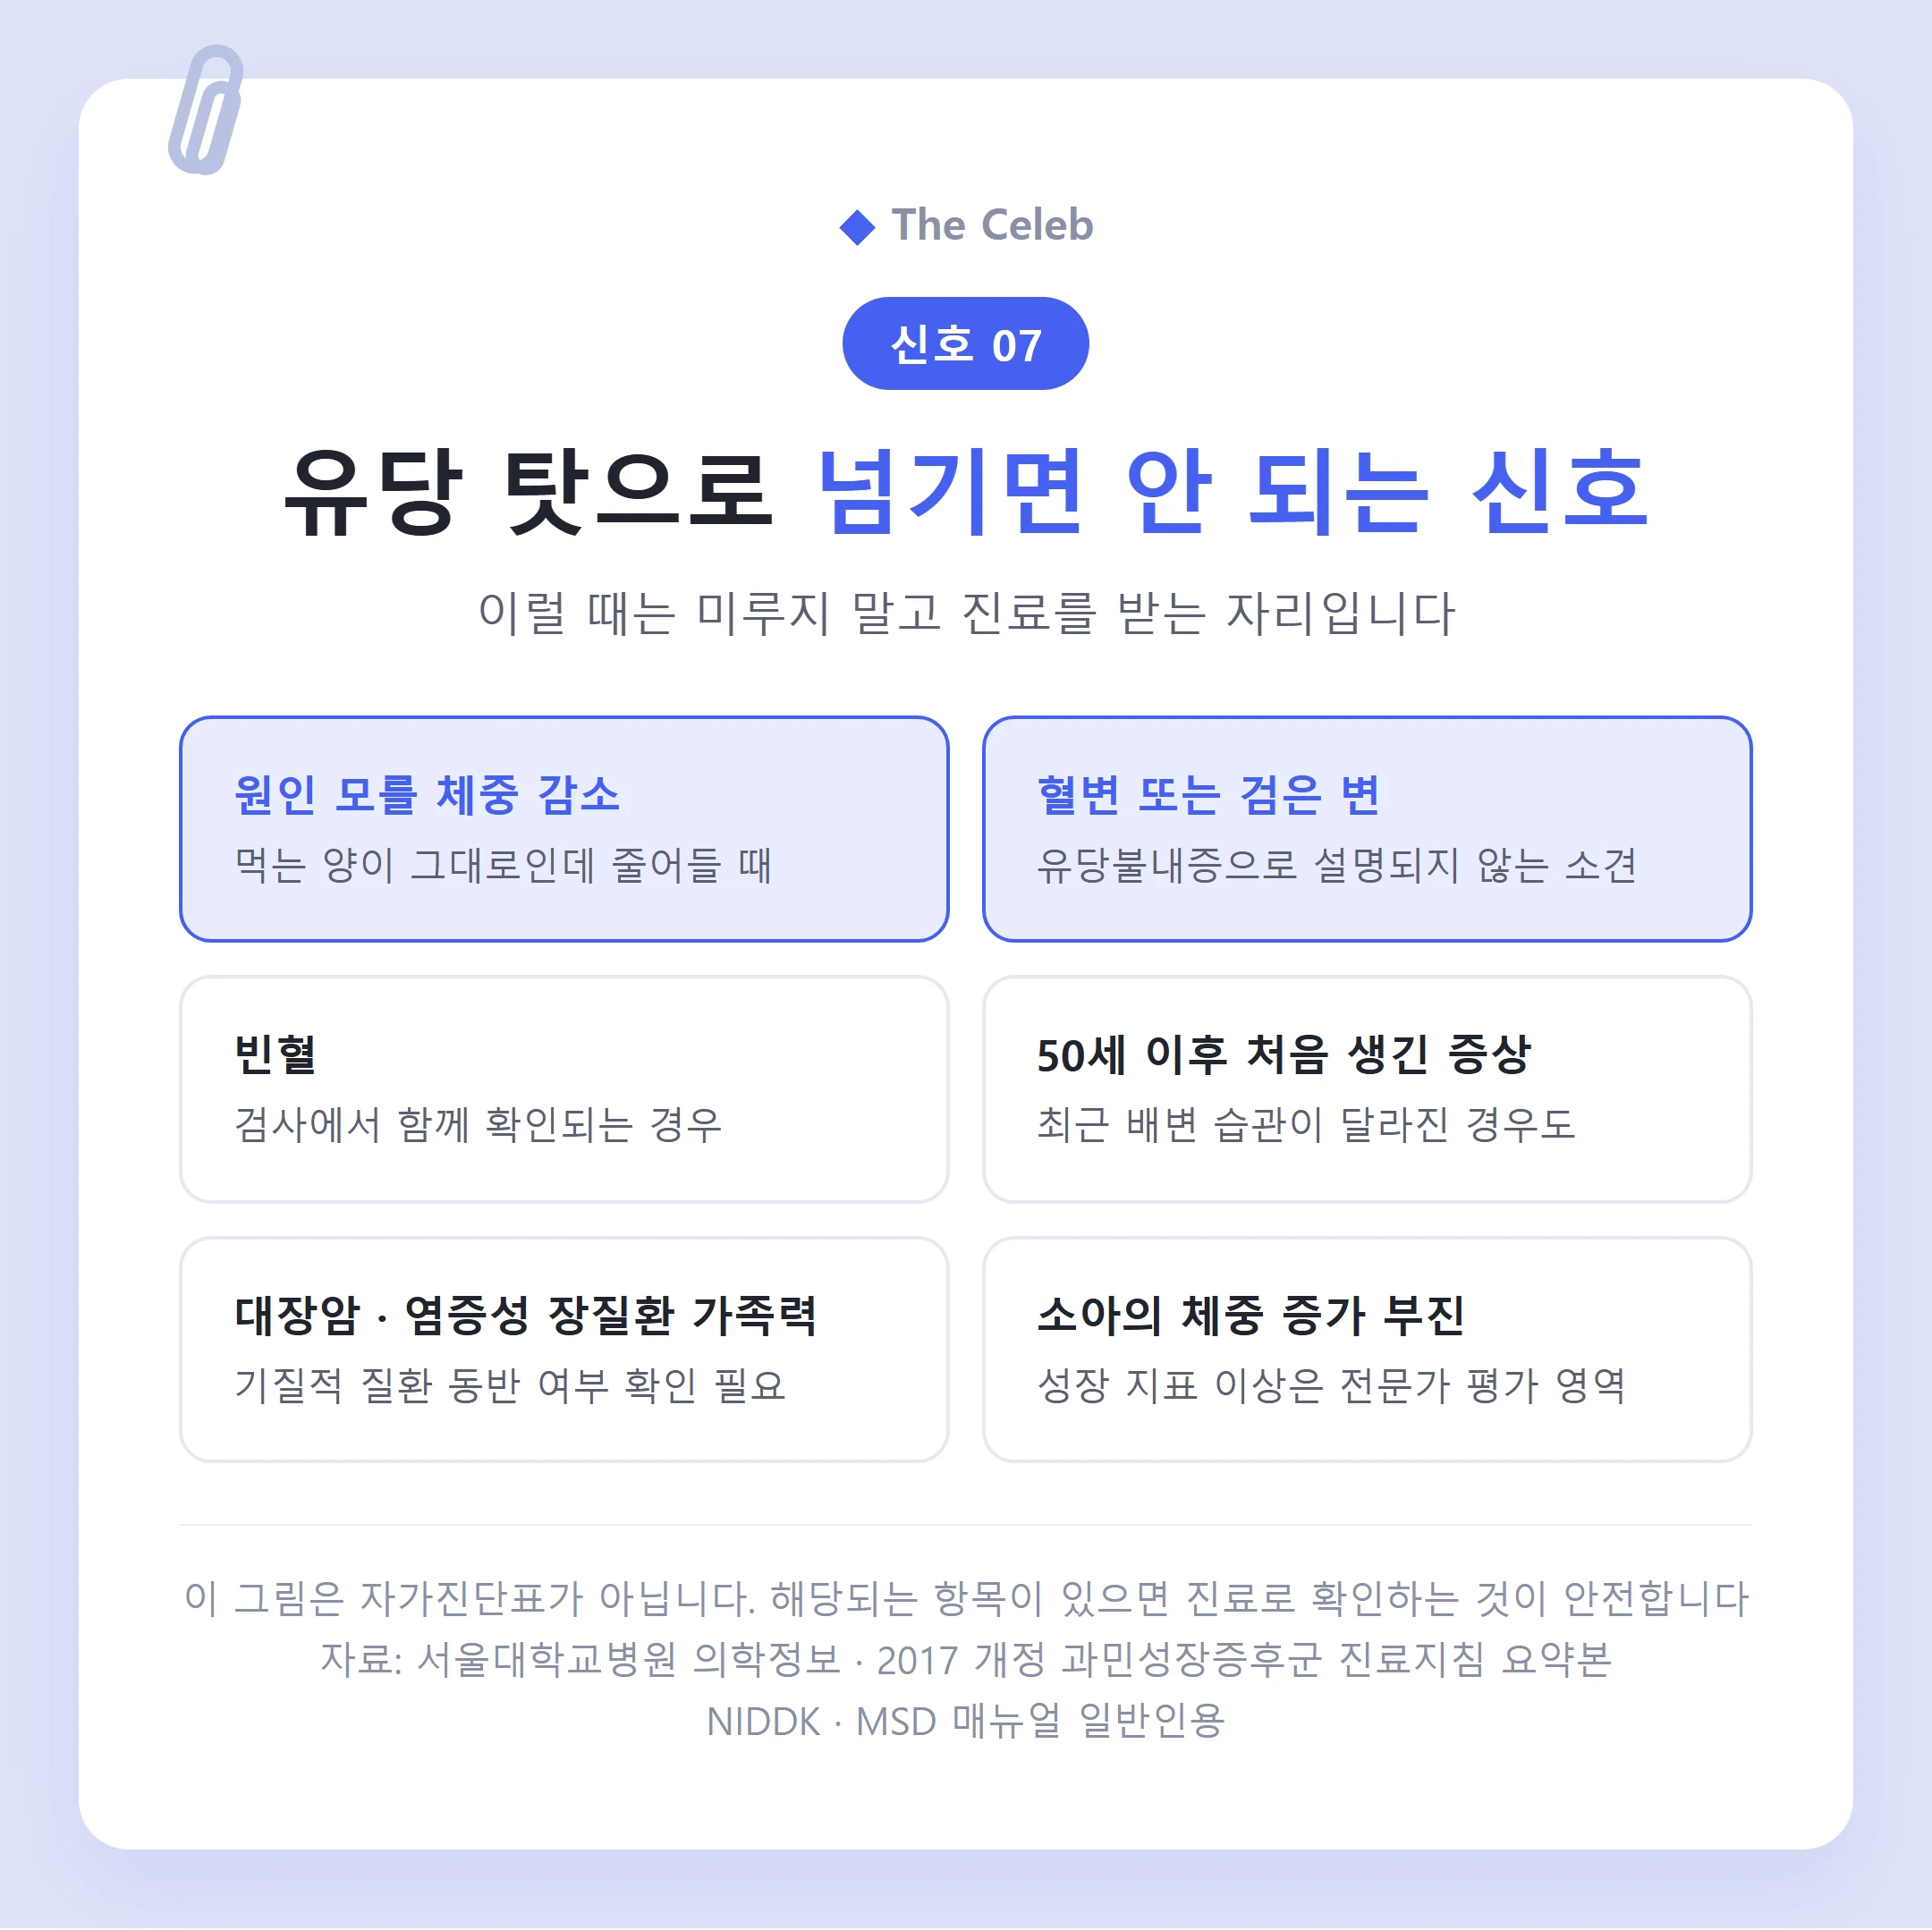 The Celeb
신호 07
유당 탓으로 넘기면 안 되는 신호
이럴 때는 미루지 말고 진료를 받는 자리입니다
원인 모를 체중 감소
먹는 양이 그대로인데 줄어들 때
혈변 또는 검은 변
유당불내증으로 설명되지 않는 소견
빈혈
검사에서 함께 확인되는 경우
50세 이후 처음 생긴 증상
최근 배변 습관이 달라진 경우도
대장암 · 염증성 장질환 가족력
기질적 질환 동반 여부 확인 필요
소아의 체중 증가 부진
성장 지표 이상은 전문가 평가 영역
이 그림은 자가진단표가 아닙니다. 해당되는 항목이 있으면 진료로 확인하는 것이 안전합니다
자료: 서울대학교병원 의학정보 · 2017 개정 과민성장증후군 진료지침 요약본
NIDDK · MSD 매뉴얼 일반인용